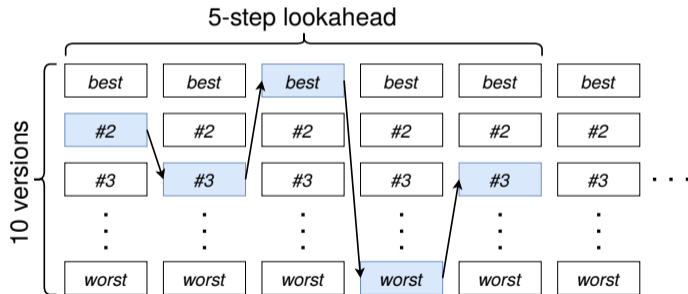 5-step lookahead
10 versions
best best best best best best
#2 #2 #2 #2 #2 #2
#3 #3 #3 #3 #3 #3 . . .
worst worst worst worst worst worst